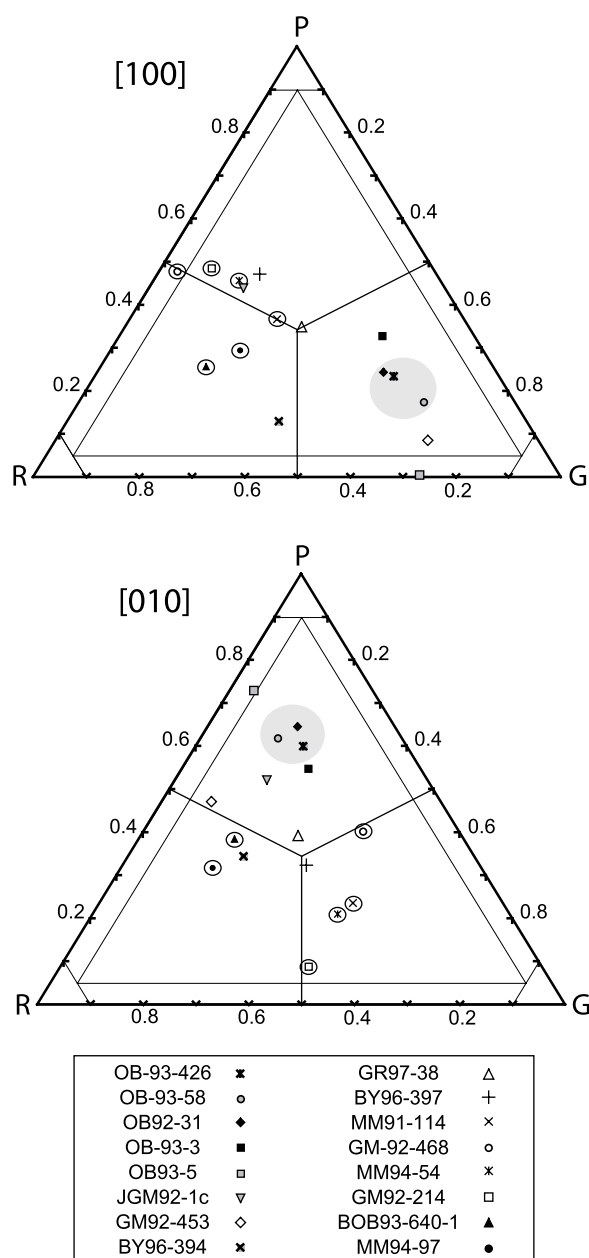 P
[100]
0.8 0.2
0.6 0.4
0.4 0.6
0.2 0.8
R G
0.8 0.6 0.4 0.2
P
[010]
0.8 0.2
0.6 0.4
0.4 0.6
0.2 0.8
R G
0.8 0.6 0.4 0.2
OB-93-426 GR97-38
OB-93-58 BY96-397
OB92-31 MM91-114
OB-93-3 GM-92-468
OB93-5 MM94-54
JGM92-1c GM92-214
GM92-453 BOB93-640-1
BY96-394 MM94-97